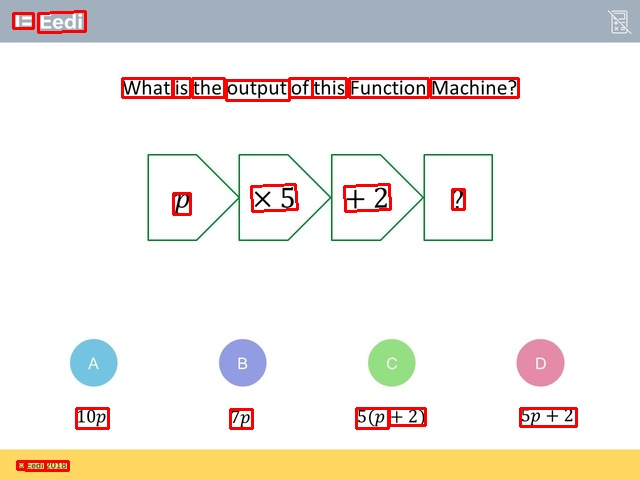 Eedi
What is the output of this Function Machine?
p × 5 + 2 ?
A B C D
10p 7p 5(p + 2) 5p + 2
© Eedi 2018